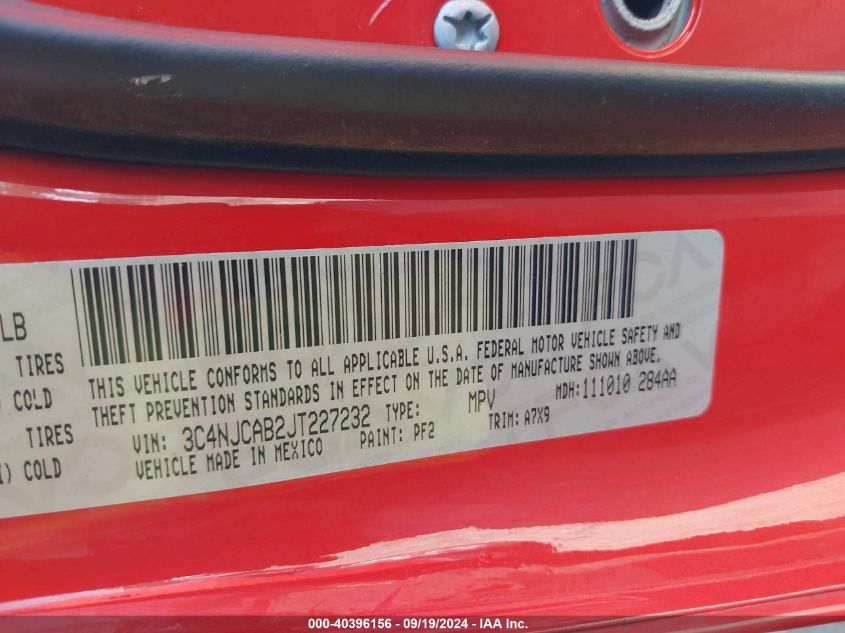 LB
TIRES
COLD
TIRES
I) COLD
THIS VEHICLE CONFORMS TO ALL APPLICABLE U.S.A. FEDERAL MOTOR VEHICLE SAFETY AND
THEFT PREVENTION STANDARDS IN EFFECT ON THE DATE OF MANUFACTURE SHOWN ABOVE.
VIN: 3C4NJCAB2JT227232 TYPE: MPV MDH:111010 284AA
VEHICLE MADE IN MEXICO PAINT: PF2 TRIM: A7X9
000-40396156 - 09/19/2024 - IAA Inc.